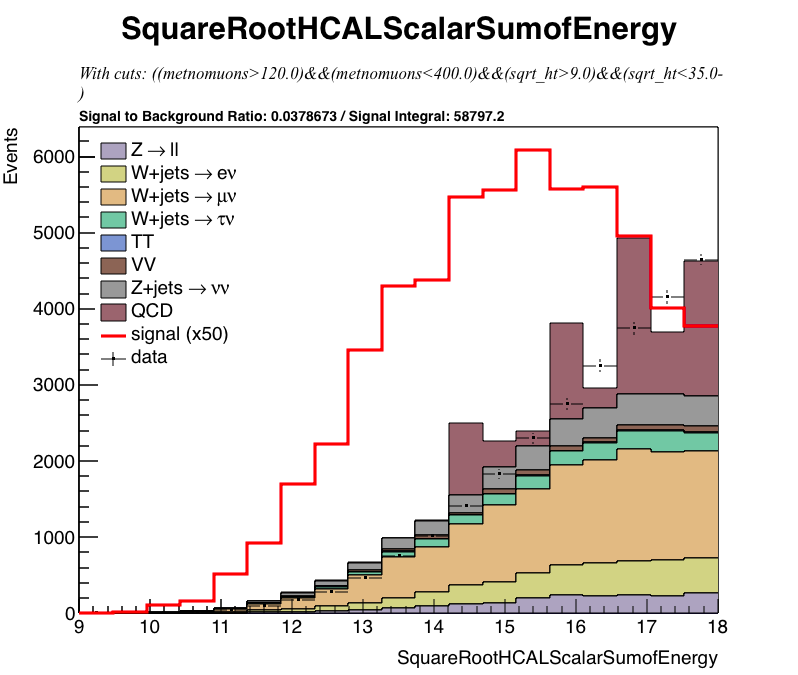 SquareRootHCALScalarSumofEnergy
With cuts: ((metnomuons>120.0)&&(metnomuons<400.0)&&(sqrt_ht>9.0)&&(sqrt_ht<35.0-
)
Signal to Background Ratio: 0.0378673 / Signal Integral: 58797.2
Events
6000
5000
4000
3000
2000
1000
0
Z → ll
W+jets → eν
W+jets → μν
W+jets → τν
TT
VV
Z+jets → νν
QCD
signal (x50)
data
9 10 11 12 13 14 15 16 17 18
SquareRootHCALScalarSumofEnergy